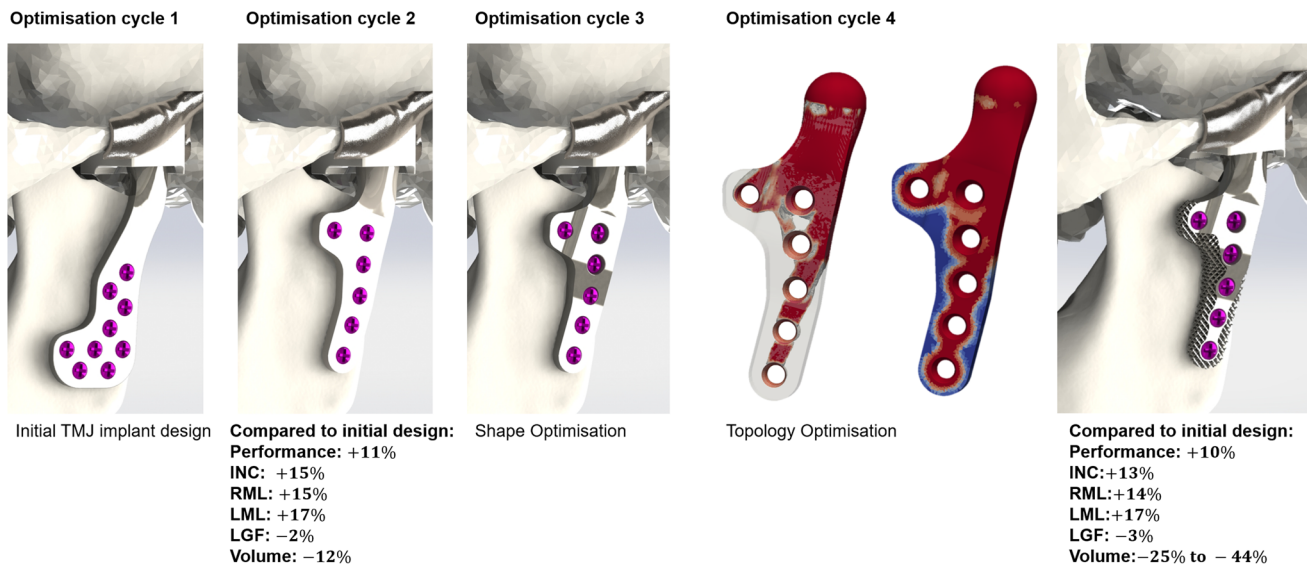 Optimisation cycle 1
Optimisation cycle 2
Optimisation cycle 3
Optimisation cycle 4
Initial TMJ implant design
Compared to initial design:
Performance: +11%
INC: +15%
RML: +15%
LML: +17%
LGF: −2%
Volume: −12%
Shape Optimisation
Topology Optimisation
Compared to initial design:
Performance: +10%
INC:+13%
RML:+14%
LML:+17%
LGF: −3%
Volume:−25% to − 44%